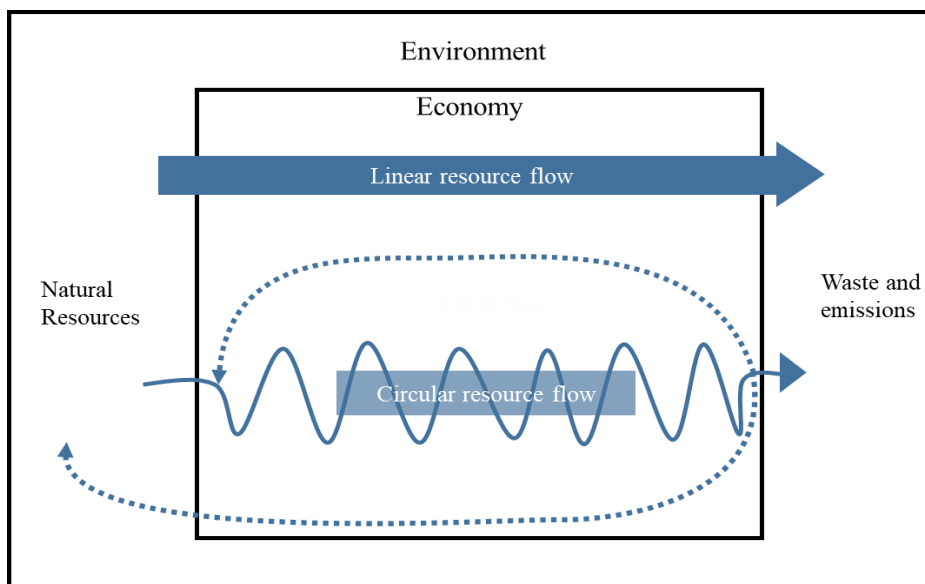 Environment
Economy
Linear resource flow
Natural
Resources
Waste and
emissions
Circular resource flow